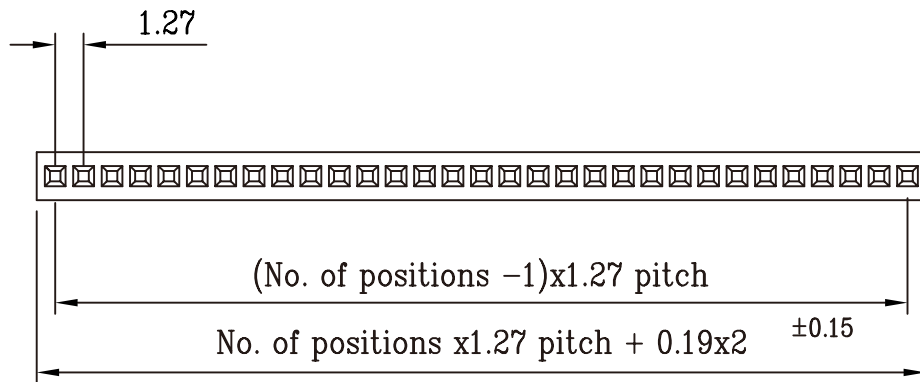 1.27
(No. of positions −1)x1.27 pitch
No. of positions x1.27 pitch + 0.19x2 ±0.15